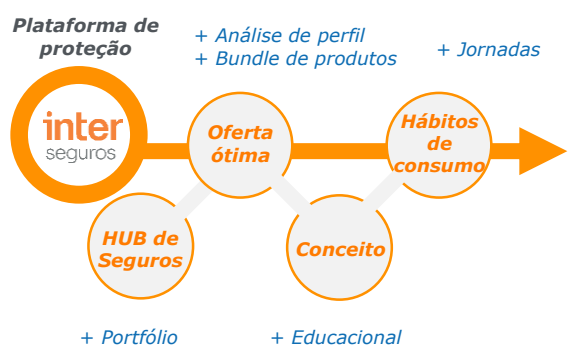 Plataforma de
proteção
+ Análise de perfil
+ Bundle de produtos
+ Jornadas
inter
seguros
Oferta
ótima
Hábitos
de
consumo
HUB de
Seguros
Conceito
+ Portfólio
+ Educacional